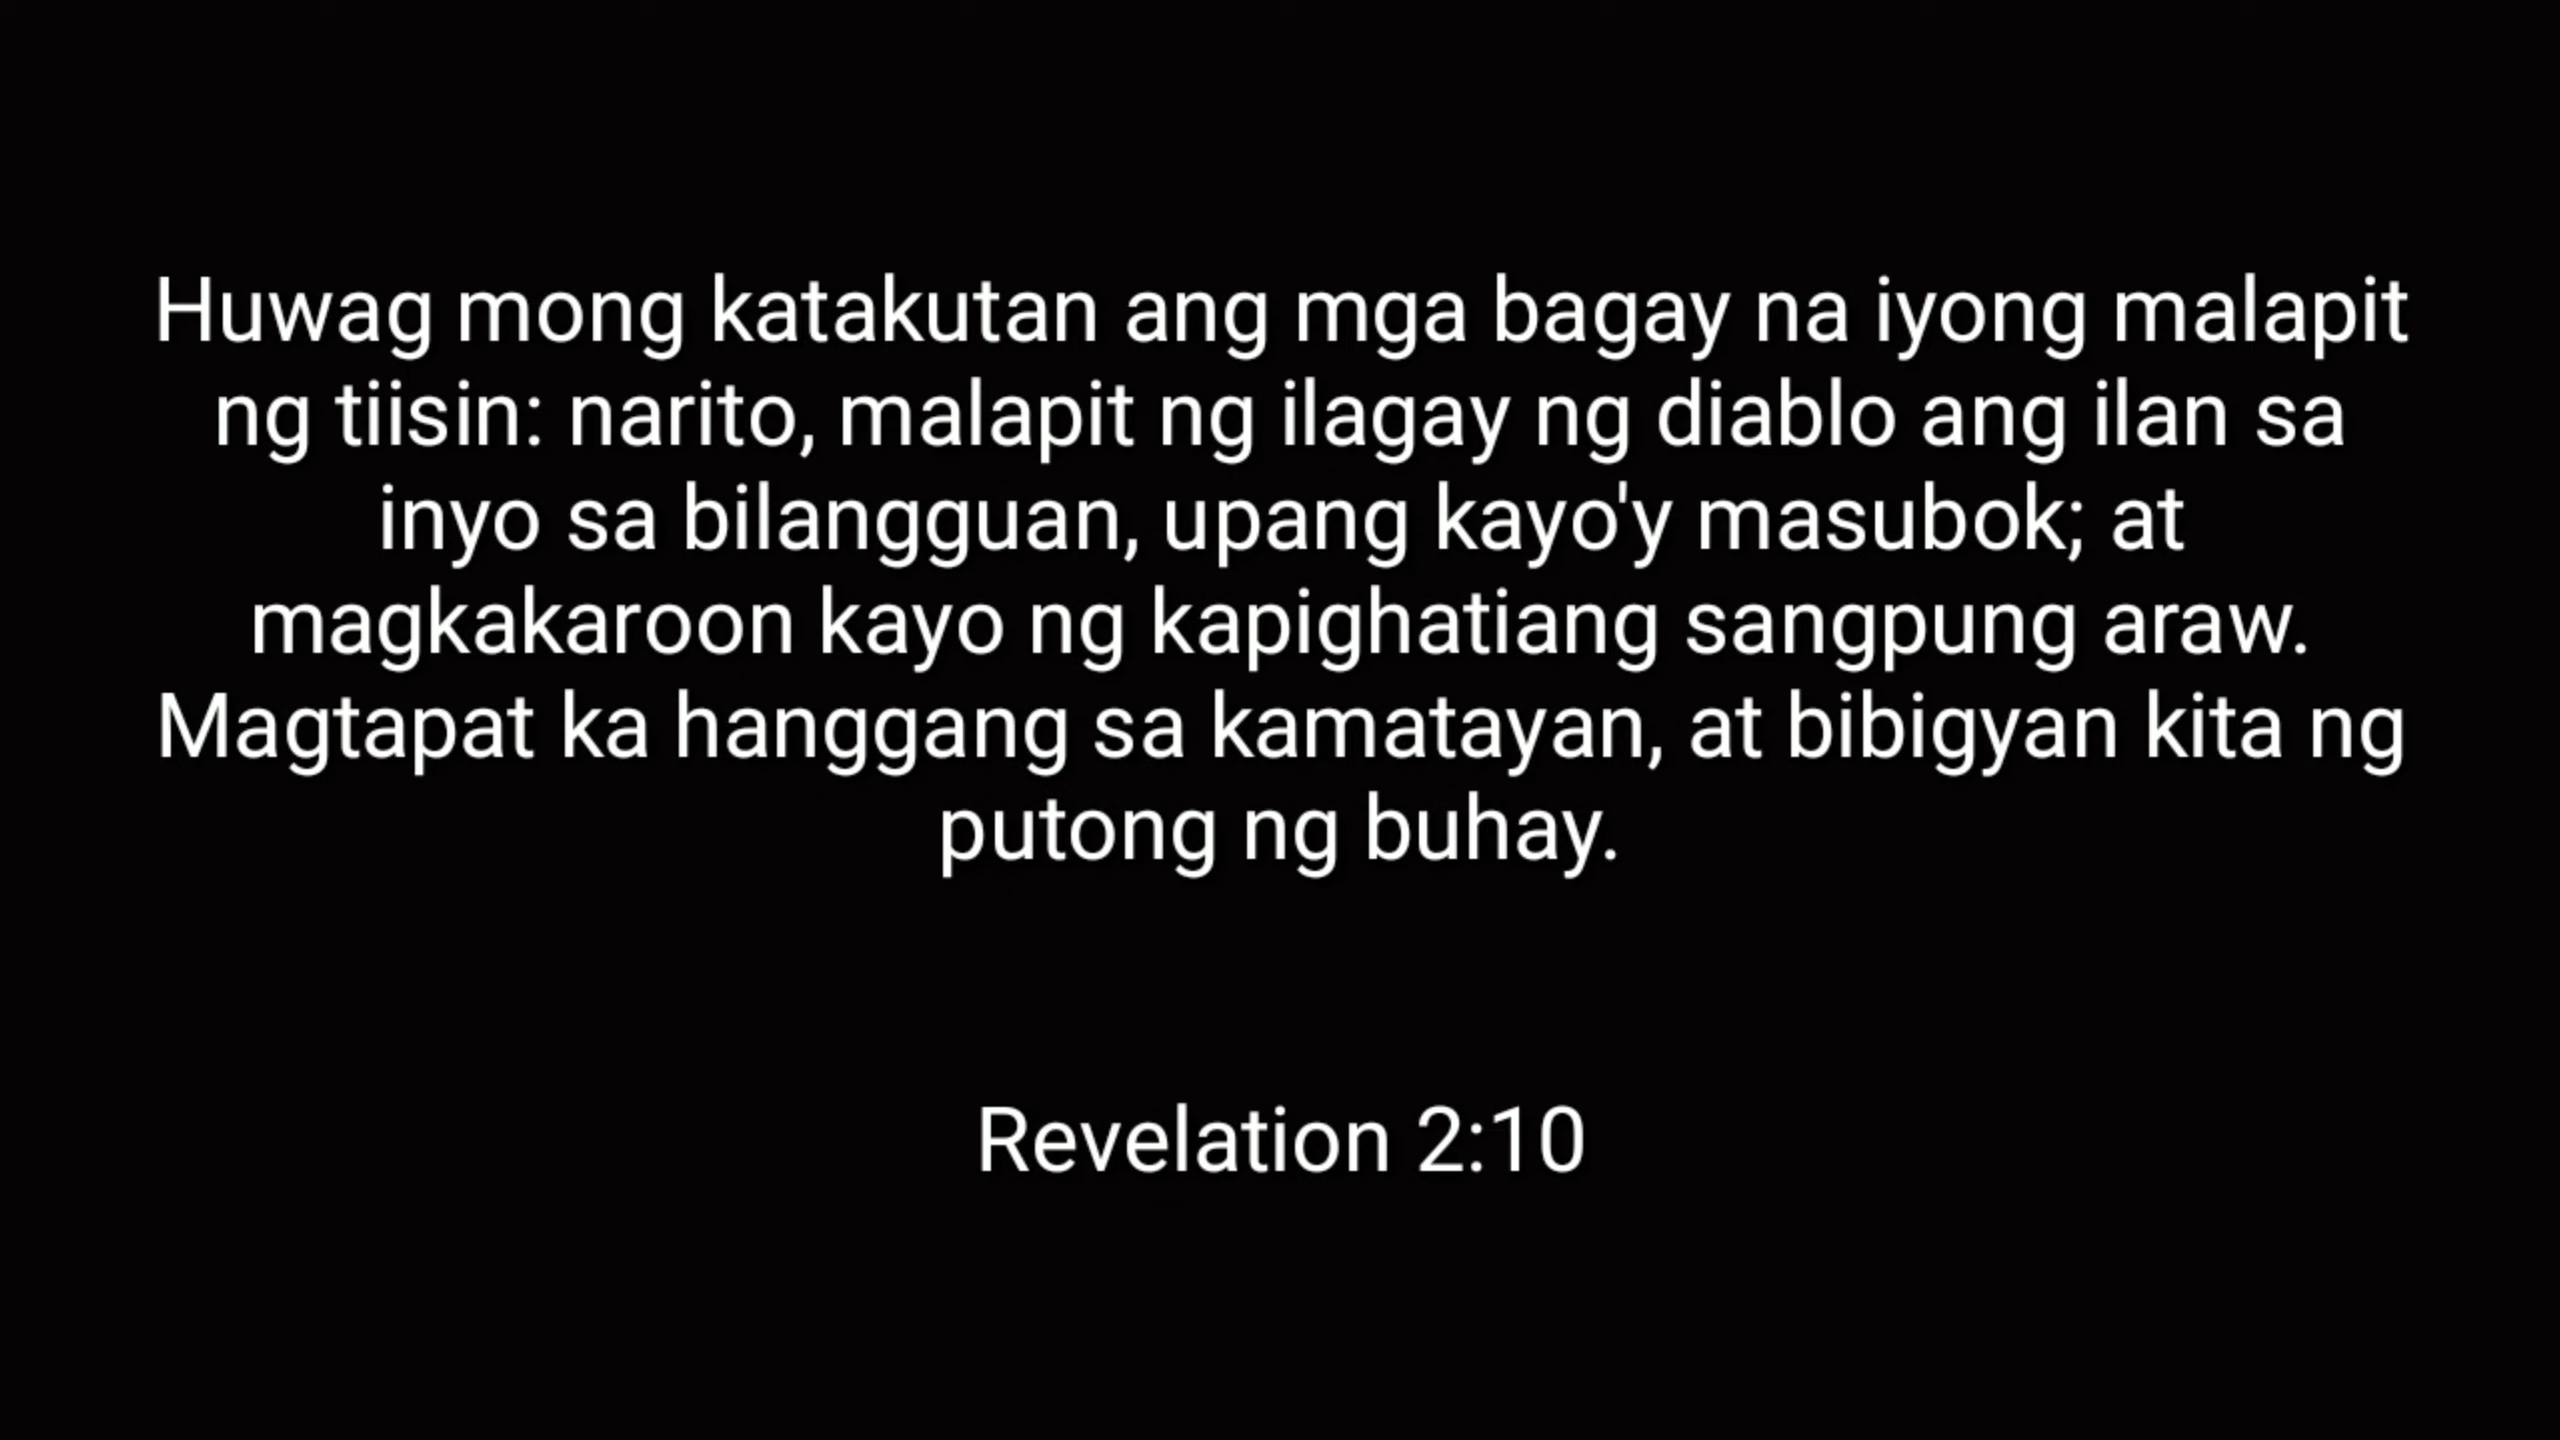 Huwag mong katakutan ang mga bagay na iyong malapit
ng tiisin: narito, malapit ng ilagay ng diablo ang ilan sa
inyo sa bilangguan, upang kayo'y masubok; at
magkakaroon kayo ng kapighatiang sangpung araw.
Magtapat ka hanggang sa kamatayan, at bibigyan kita ng
putong ng buhay.
Revelation 2:10